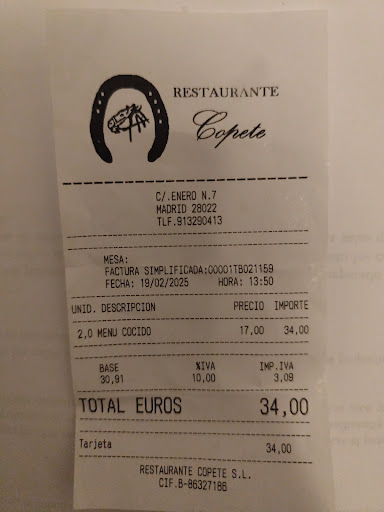 RESTAURANTE
Copete
C/.ENERO N.7
MADRID 28022
TLF.913290413
MESA:
FACTURA SIMPLIFICADA:00001TB021159
FECHA: 19/02/2025 HORA: 13:50
UNID. DESCRIPCION PRECIO IMPORTE
2,0 MENU COCIDO 17,00 34,00
BASE %IVA IMP.IVA
30,91 10,00 3,09
TOTAL EUROS 34,00
Tarjeta 34,00
RESTAURANTE COPETE S.L.
CIF.B-86327186